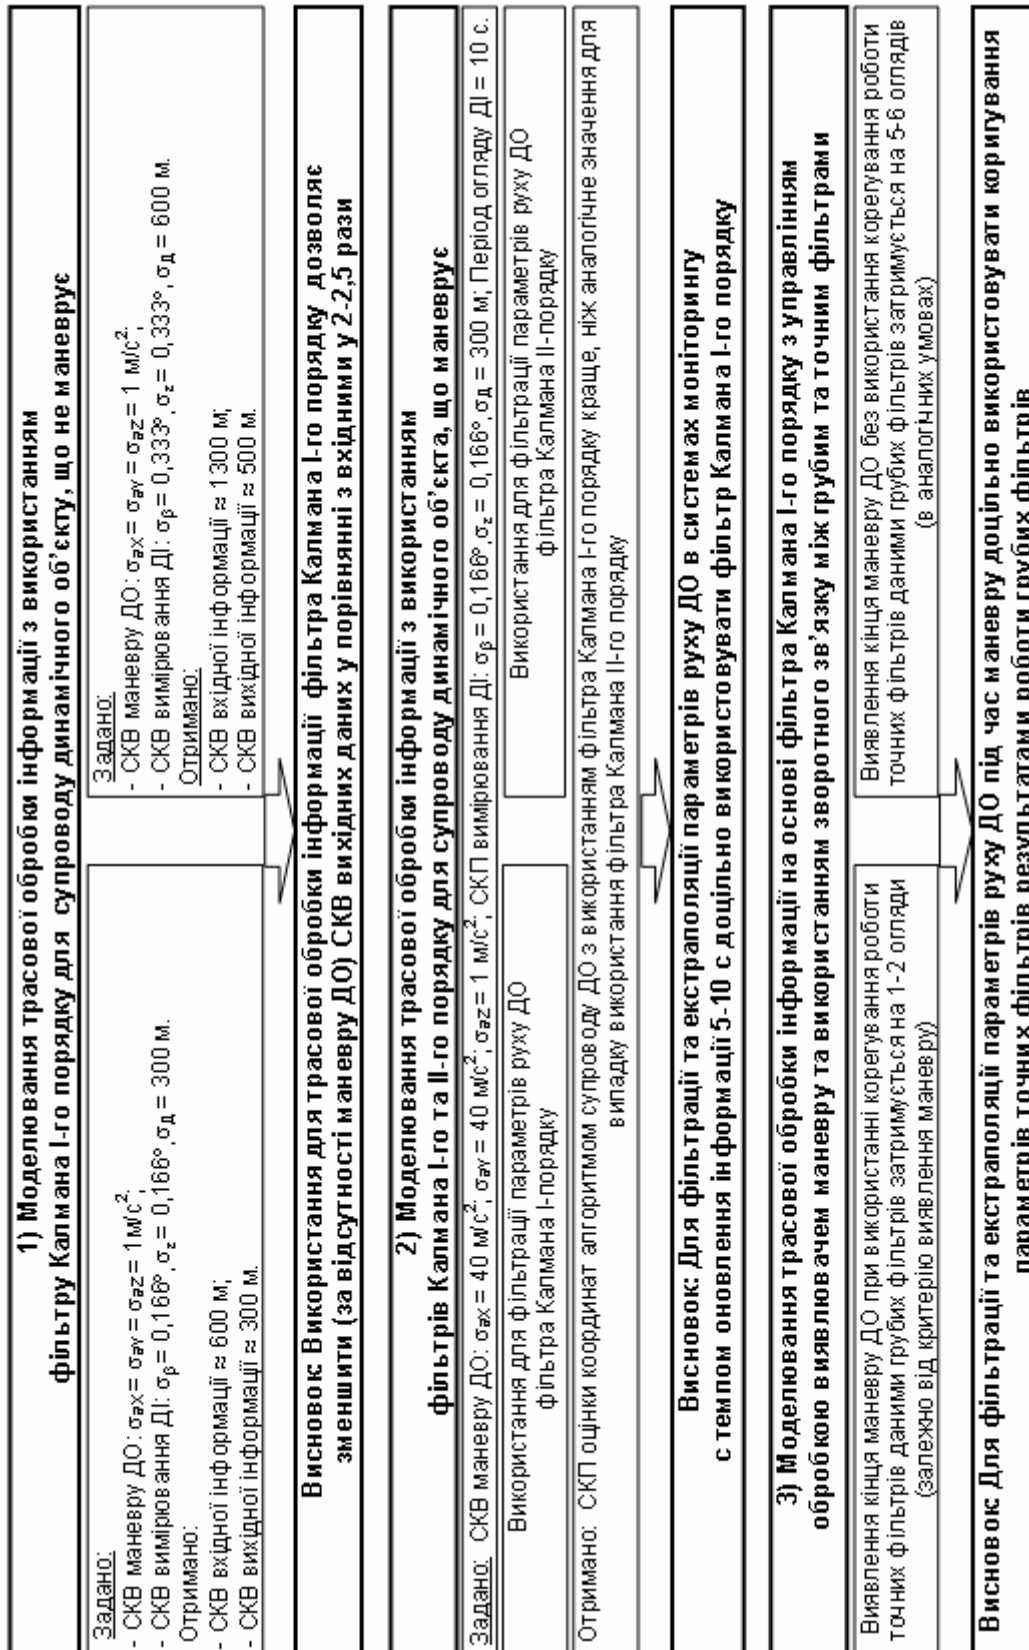 1) Моделювання трасової обробки інформації з використанням
фільтру Калмана І-го порядку для супроводу динамічного об'єкту, що не маневрує
Задано:
- СКВ маневру ДО: σaX = σaY = σaZ = 1м/с²;
- СКВ вимірювання ДІ: σβ = 0,166°, σz = 0,166°, σД = 300 м.
Отримано:
- СКВ вхідної інформації ≈ 600 м;
- СКВ вихідної інформації ≈ 300 м.
Задано:
- СКВ маневру ДО: σaX = σaY = σaZ = 1 м/с²;
- СКВ вимірювання ДІ: σβ = 0,333°, σz = 0,333°, σД = 600 м.
Отримано:
- СКВ вхідної інформації ≈ 1300 м;
- СКВ вихідної інформації ≈ 500 м.
Висновок: Використання для трасової обробки інформації фільтра Калмана І-го порядку дозволяє
зменшити (за відсутності маневру ДО) СКВ вихідних даних у порівнянні з вхідними у 2-2,5 рази
2) Моделювання трасової обробки інформації з використанням
фільтрів Калмана І-го та ІІ-го порядку для супроводу динамічного об'єкта, що маневрує
Задано: СКВ маневру ДО: σaX = 40 м/с², σaY = 40 м/с², σaZ = 1 м/с²; СКП вимірювання ДІ: σβ = 0,166°, σz = 0,166°, σД = 300 м; Період огляду ДІ = 10 с.
Використання для фільтрації параметрів руху ДО
фільтра Калмана І-порядку
Використання для фільтрації параметрів руху ДО
фільтра Калмана ІІ-порядку
Отримано: СКП оцінки координат алгоритмом супроводу ДО з використанням фільтра Калмана І-го порядку краще, ніж аналогічне значення для
випадку використання фільтра Калмана ІІ-го порядку
Висновок: Для фільтрації та екстраполяції параметрів руху ДО в системах моніторингу
с темпом оновлення інформації 5-10 с доцільно використовувати фільтр Калмана І-го порядку
3) Моделювання трасової обробки інформації на основі фільтра Калмана І-го порядку з управлінням
обробкою виявлювачем маневру та використанням зворотного зв'язку між грубим та точним фільтрами
Виявлення кінця маневру ДО при використанні корегування роботи
точних фільтрів даними грубих фільтрів затримується на 1-2 огляди
(залежно від критерію виявлення маневру)
Виявлення кінця маневру ДО без використання корегування роботи
точних фільтрів даними грубих фільтрів затримується на 5-6 оглядів
(в аналогічних умовах)
Висновок: Для фільтрації та екстраполяції параметрів руху ДО під час маневру доцільно використовувати коригування
параметрів точних фільтрів результатами роботи грубих фільтрів